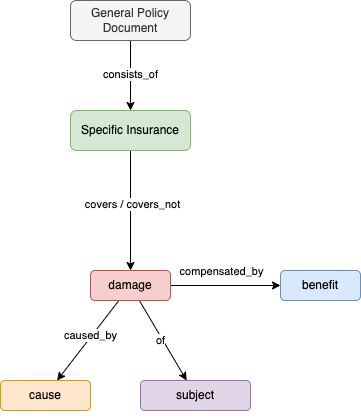 General Policy
Document
consists_of
Specific Insurance
covers / covers_not
damage
compensated_by
benefit
caused_by
of
cause
subject